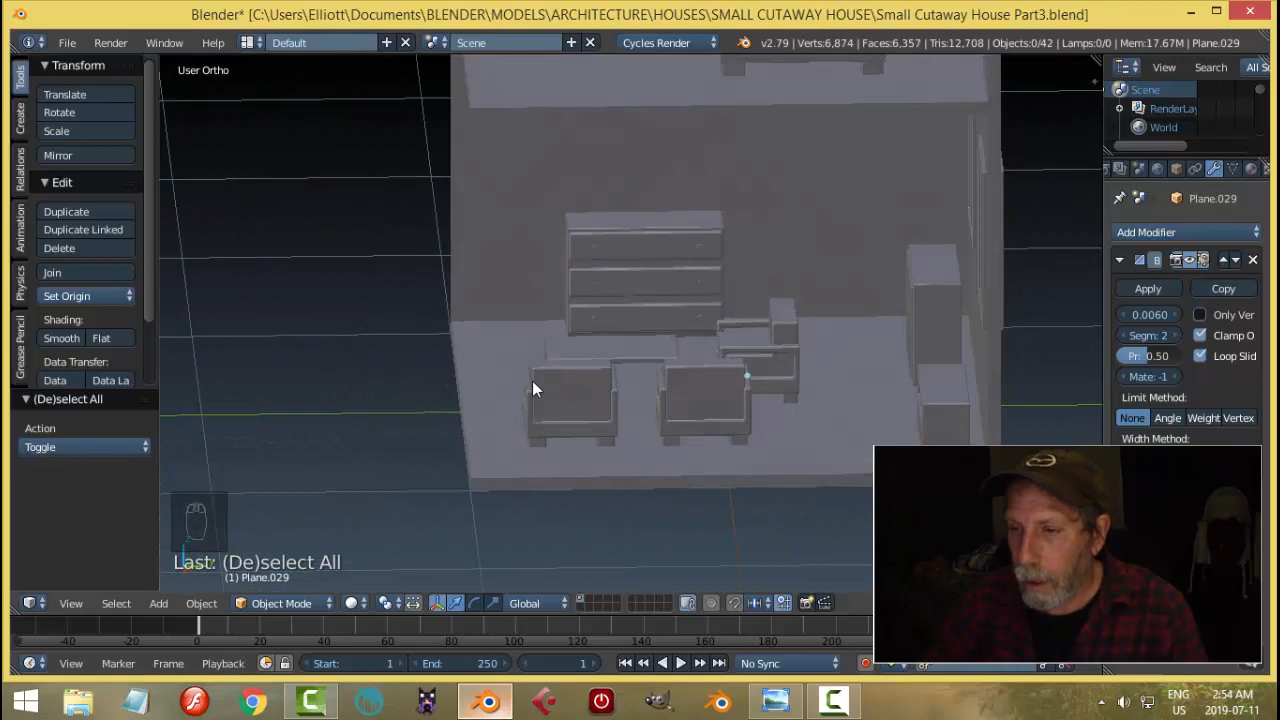 Blender* [C:\Users\Elliott\Documents\BLENDER\MODELS\ARCHITECTURE\HOUSES\SMALL CUTAWAY HOUSE\Small Cutaway House Part3.blend]
File Render Window Help Default Scene Cycles Render v2.79 | Verts:6,874 | Faces:6,357 | Tris:12,708 | Objects:0/42 | Lamps:0/0 | Mem:17.67M | Plane.029
Transform
User Ortho
View Search All Sc
Translate
Scene
Rotate
RenderLay
Scale
World
Mirror
Edit
Plane.029
Duplicate
Duplicate Linked
Add Modifier
Delete
B
Join
Apply Copy
Set Origin
0.0060 Only Ver
Shading:
Segm: 2 Clamp O
Smooth Flat
Pr: 0.50 Loop Slid
Data Transfer:
Mate: -1
Data Data La
Limit Method:
(De)select All
None Angle Weight Vertex
Action
Width Method:
Toggle
Last: (De)select All
(1) Plane.029
View Select Add Object Object Mode Global
-40 -20 0 20 40 60 80 100 120 140 160 180 200
View Marker Frame Playback Start: 1 End: 250 1 No Sync
ENG
US
2:54 AM
2019-07-11
Tools
Create
Relations
Animation
Physics
Grease Pencil